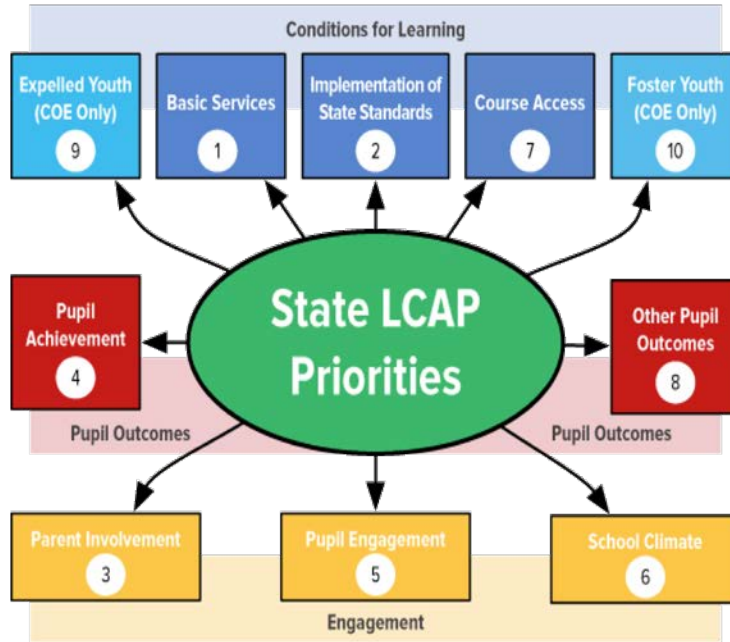 Conditions for Learning
Expelled Youth
(COE Only)
9
Basic Services
1
Implementation of
State Standards
2
Course Access
7
Foster Youth
(COE Only)
10
State LCAP
Priorities
Pupil
Achievement
4
Other Pupil
Outcomes
8
Pupil Outcomes
Pupil Outcomes
Parent Involvement
3
Pupil Engagement
5
School Climate
6
Engagement